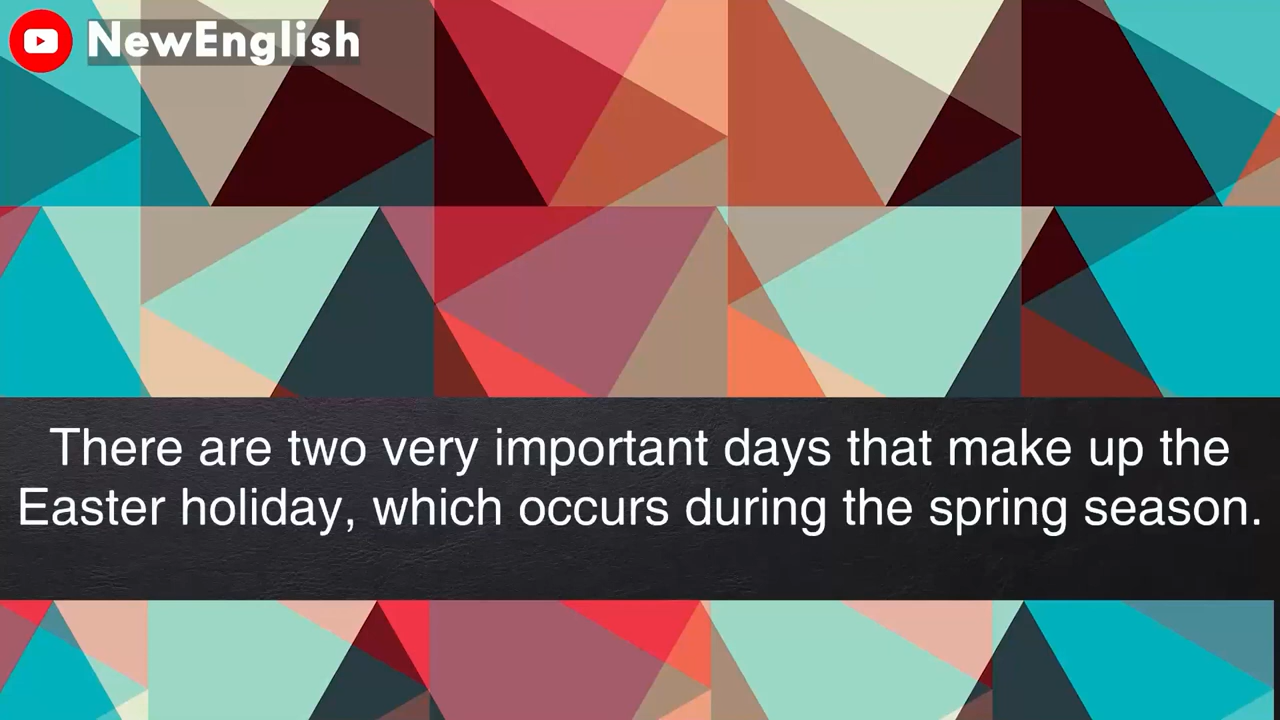 NewEnglish
There are two very important days that make up the
Easter holiday, which occurs during the spring season.